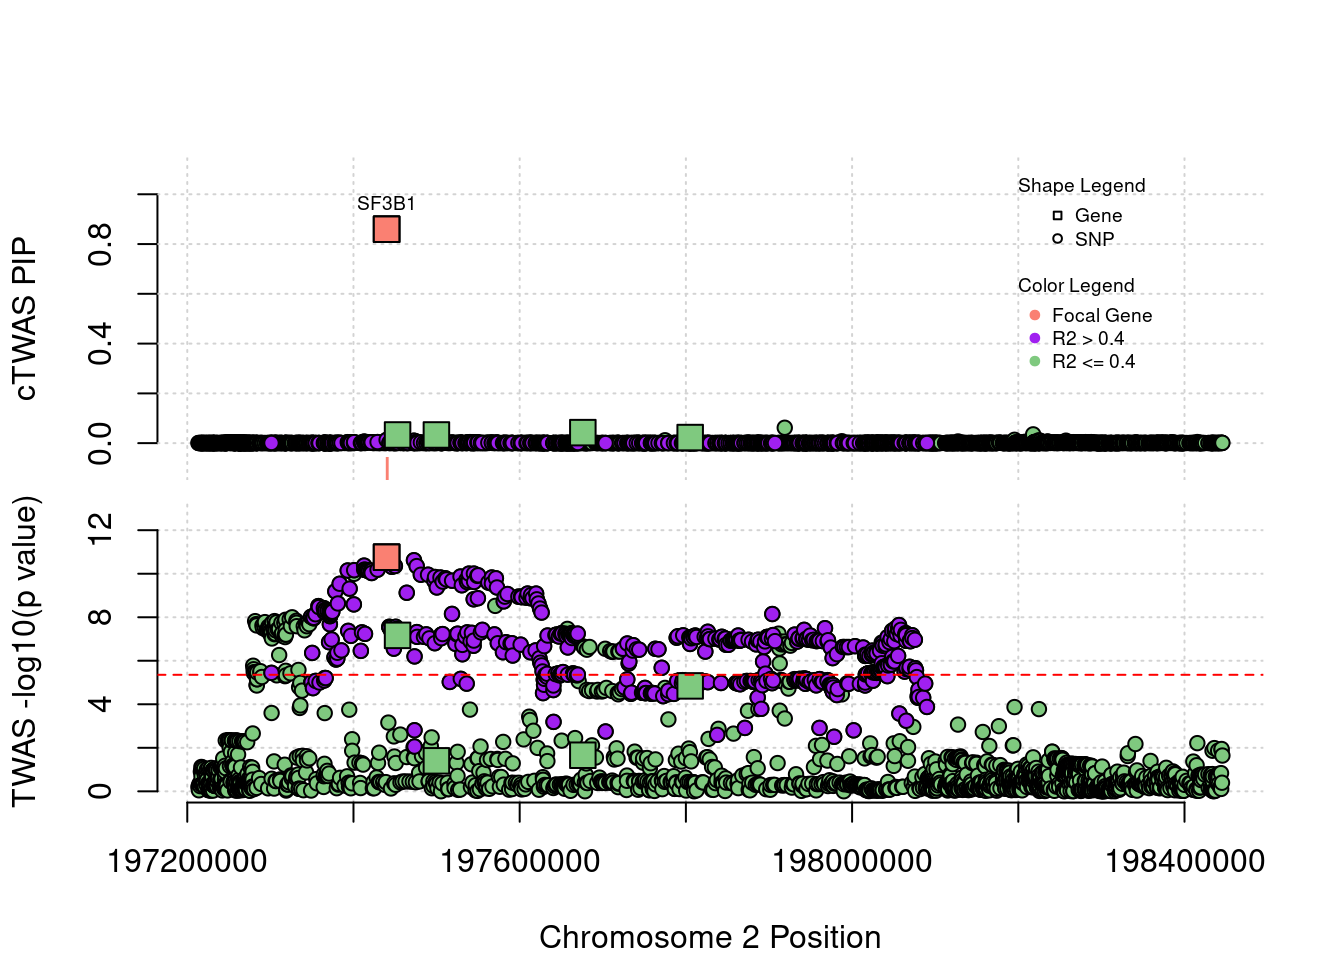 SF3B1
Shape Legend
Gene
SNP
Color Legend
Focal Gene
R2 > 0.4
R2 <= 0.4
cTWAS PIP
0.8
0.4
0.0
TWAS -log10(p value)
12
8
4
0
197200000 197600000 198000000 198400000
Chromosome 2 Position